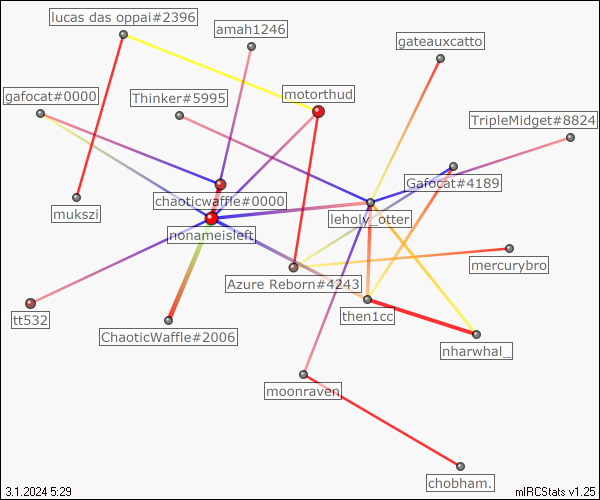 lucas das oppai#2396
amah1246
gateauxcatto
gafocat#0000
Thinker#5995
motorthud
TripleMidget#8824
Gafocat#4189
chaoticwaffle#0000
mukszi
leholy_otter
nonameisleft
mercurybro
Azure Reborn#4243
then1cc
tt532
ChaoticWaffle#2006
nharwhal_
moonraven
chobham.
3.1.2024 5:29
mIRCStats v1.25